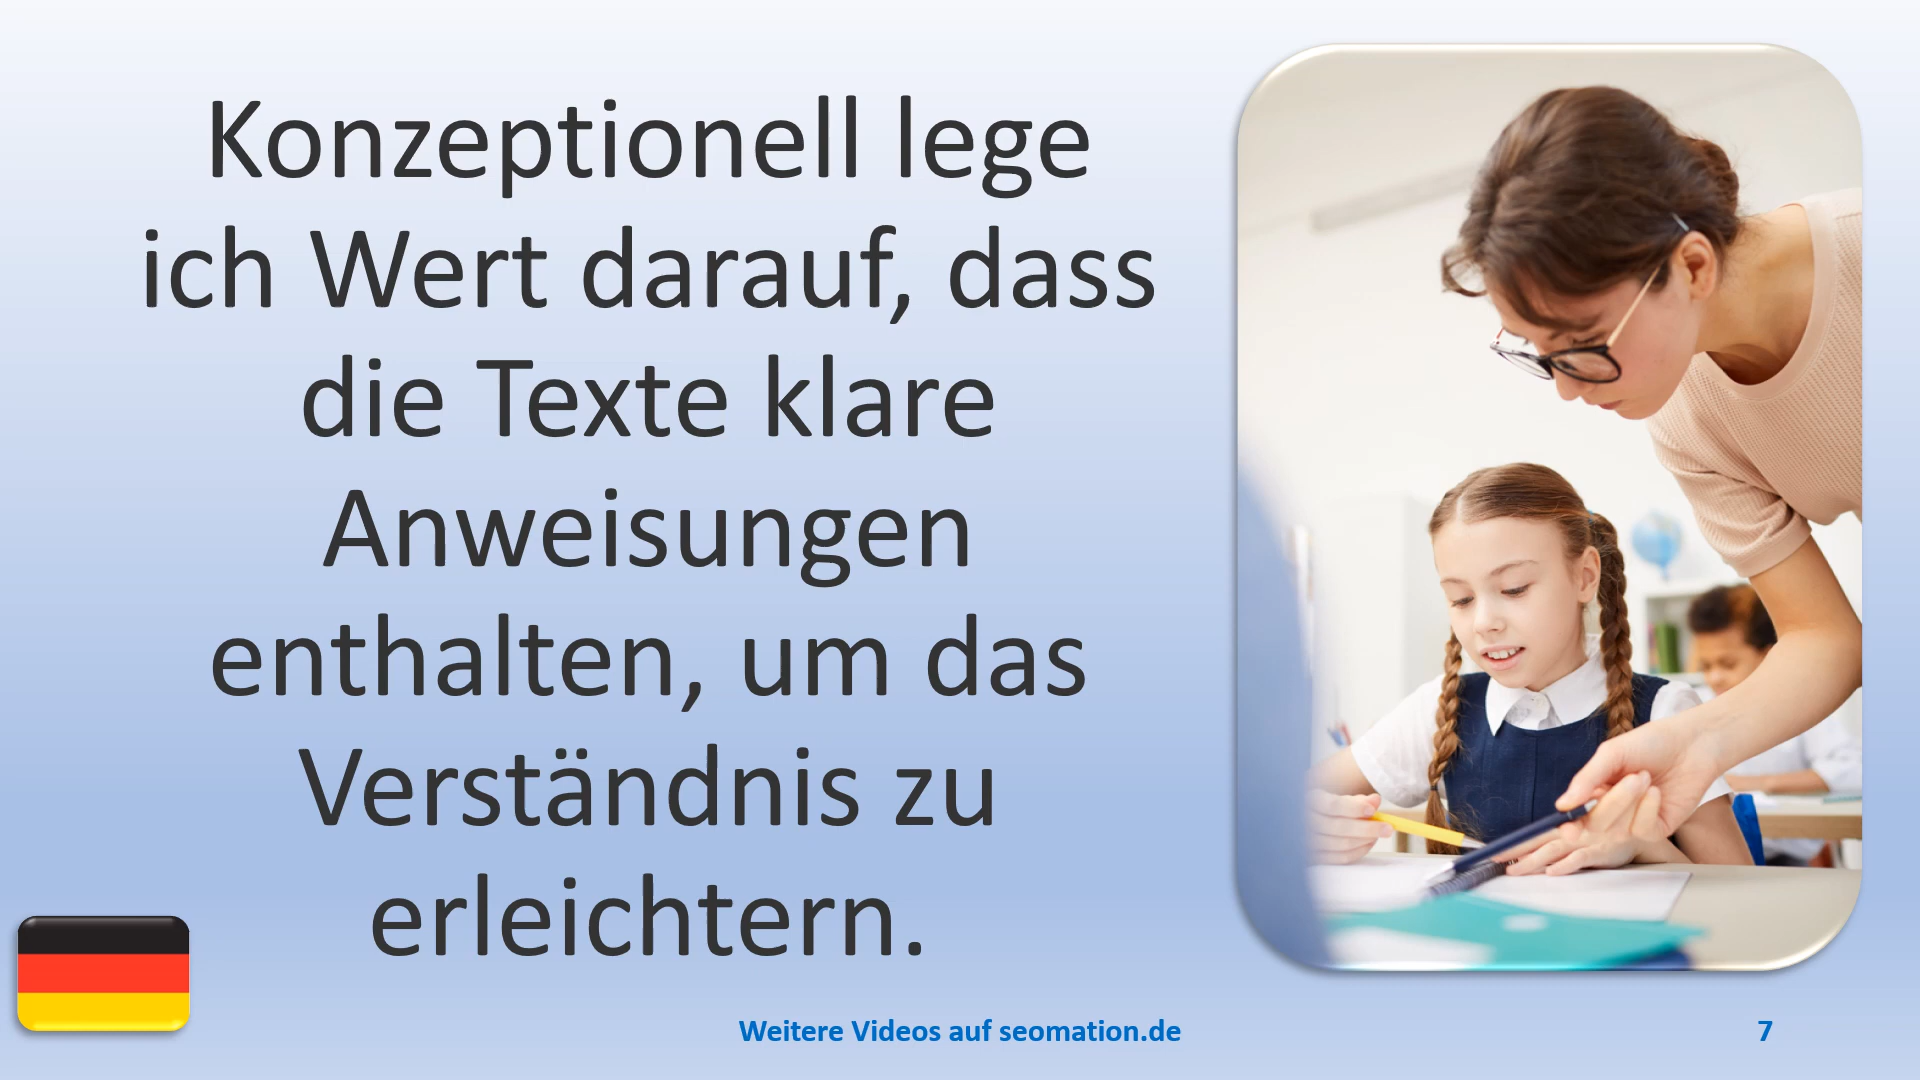 Konzeptionell lege
ich Wert darauf, dass
die Texte klare
Anweisungen
enthalten, um das
Verständnis zu
erleichtern.
Weitere Videos auf seomation.de
7